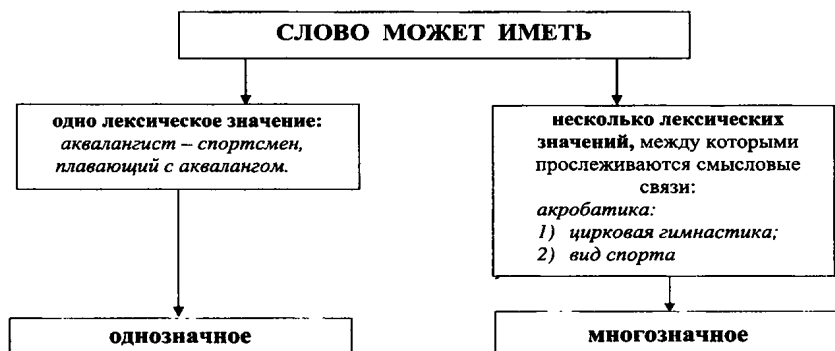 СЛОВО МОЖЕТ ИМЕТЬ
одно лексическое значение:
аквалангист – спортсмен,
плавающий с аквалангом.
несколько лексических
значений, между которыми
прослеживаются смысловые
связи:
акробатика:
1) цирковая гимнастика;
2) вид спорта
однозначное
многозначное